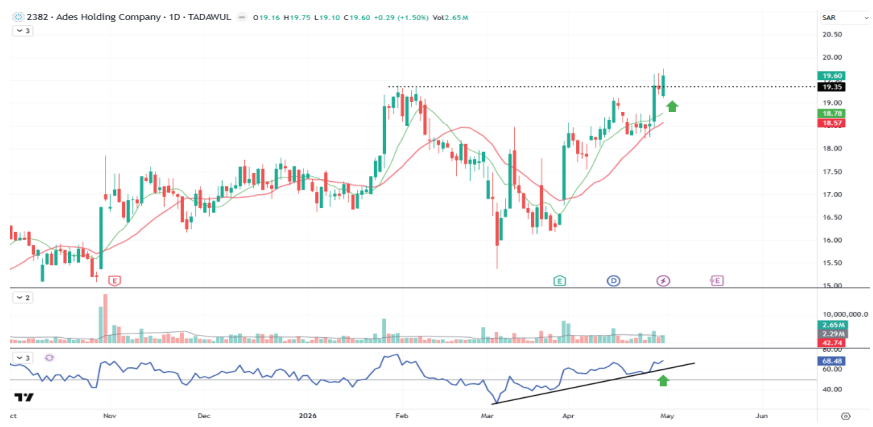 2382 · Ades Holding Company · 1D · TADAWUL O19.16 H19.75 L19.10 C19.60 +0.29 (+1.50%) Vol2.65M
SAR
3
20.50
20.00
19.60
19.35
19.00
18.78
18.57
18.00
17.50
17.00
16.50
16.00
15.50
15.00
E
E
D
E
2
10,000,000.0
2.65M
2.29M
42.74
3
80.00
68.48
60.00
40.00
Nov
Dec
2026
Feb
Mar
Apr
May
Jun